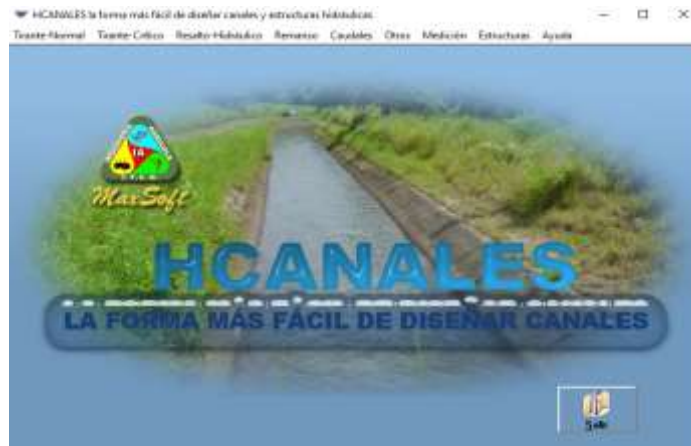 HCANALES la forma más fácil de diseñar canales y estructuras hidráulicas
Tirante-Normal Tirante-Crítico Resalto-Hidráulico Remanso Caudales Otros Medición Estructuras Ayuda
MaxSoft
HCANALES
LA FORMA MÁS FÁCIL DE DISEÑAR CANALES
Salir